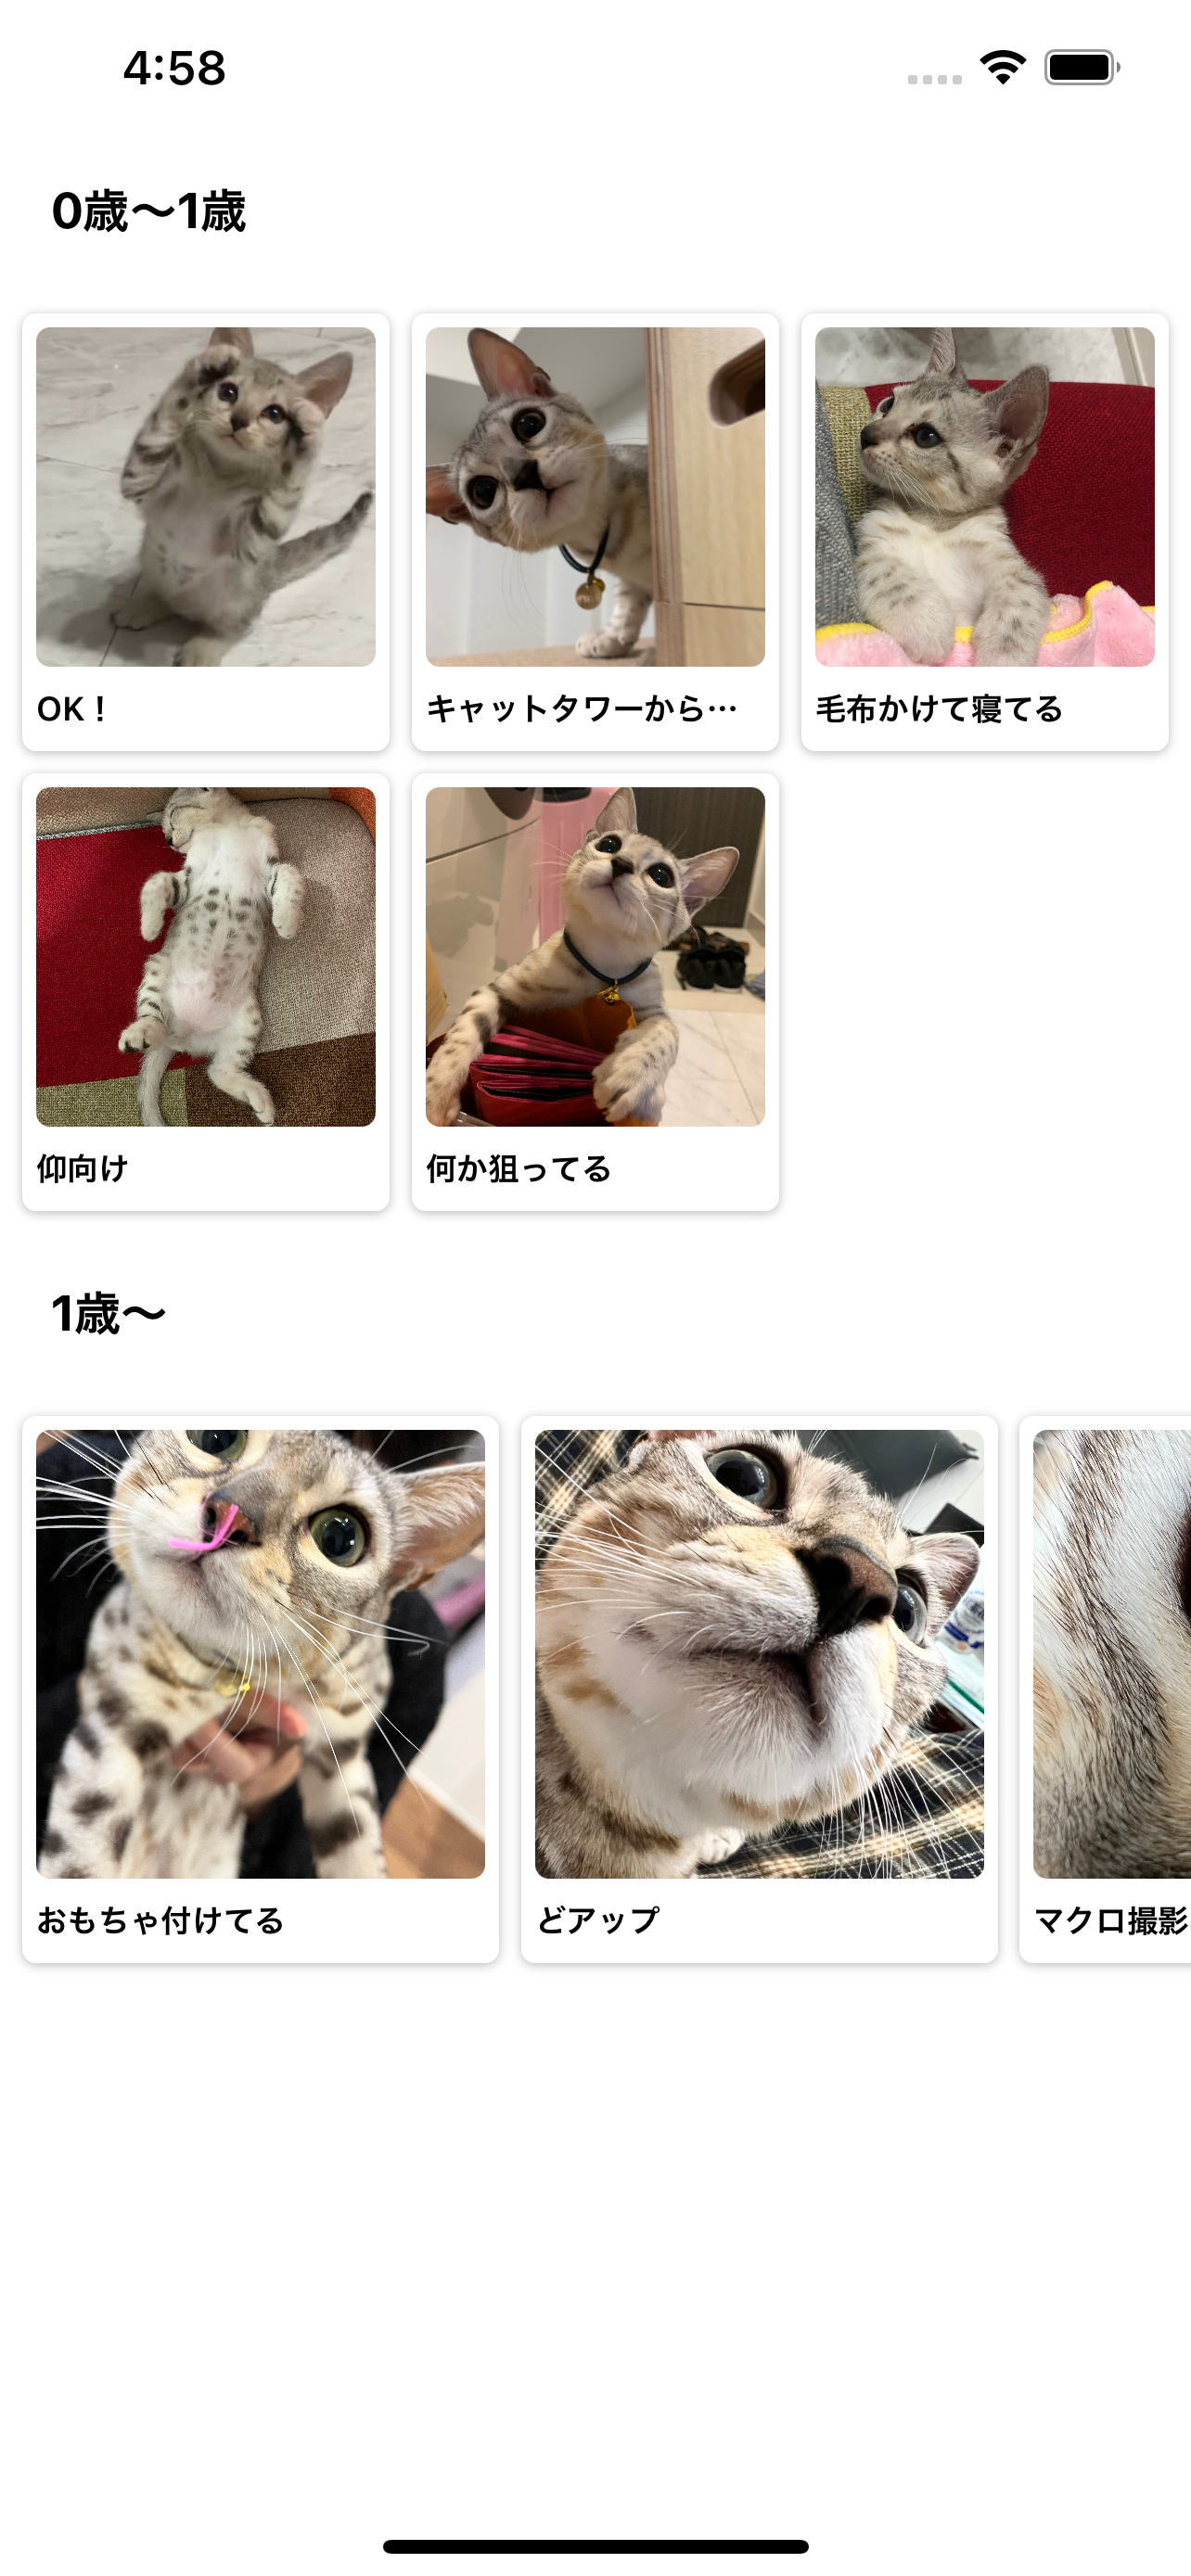 4:58
0歳〜1歳
OK！
キャットタワーから…
毛布かけて寝てる
仰向け
何か狙ってる
1歳〜
おもちゃ付けてる
どアップ
マクロ撮影